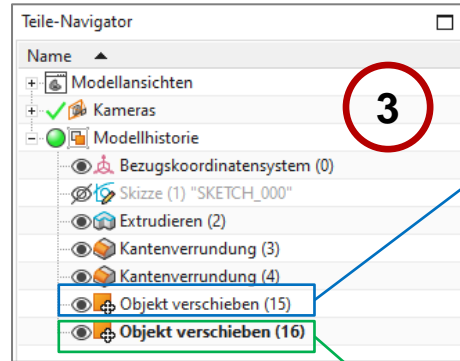 Teile-Navigator
Name
3
Modellansichten
Kameras
Modellhistorie
Bezugskoordinatensystem (0)
Skizze (1) "SKETCH_000"
Extrudieren (2)
Kantenverrundung (3)
Kantenverrundung (4)
Objekt verschieben (15)
Objekt verschieben (16)